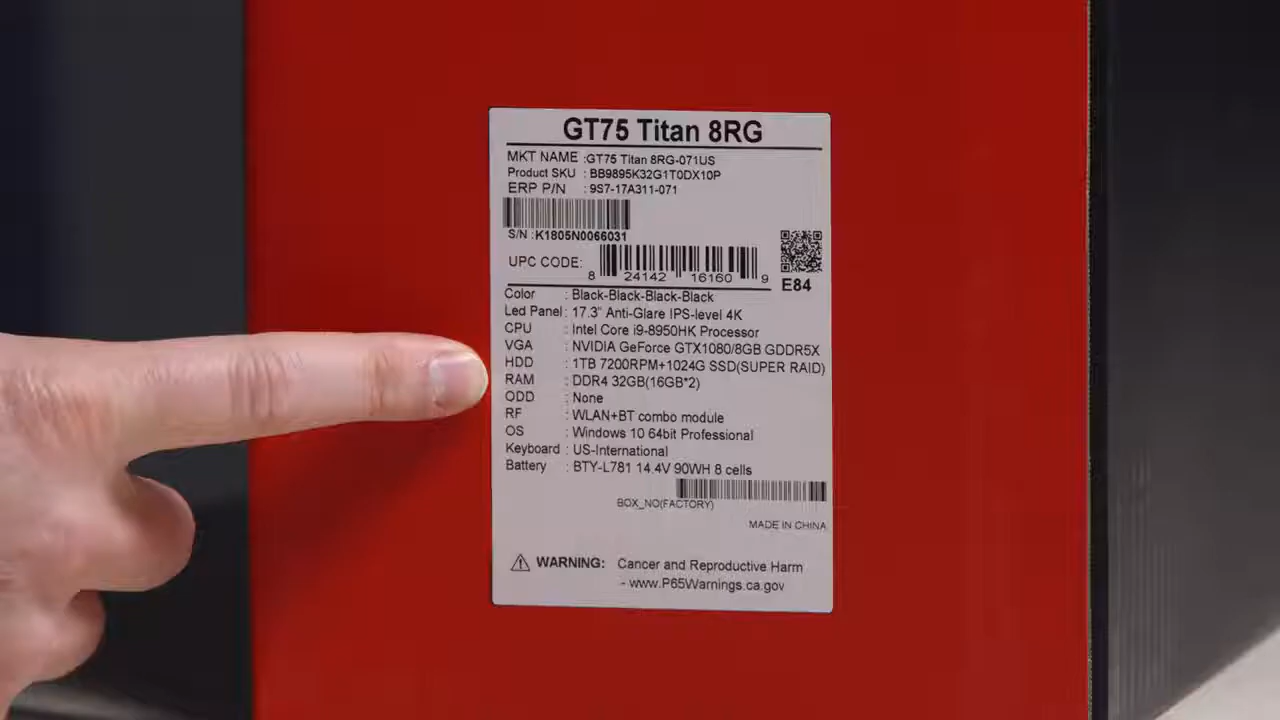 GT75 Titan 8RG
MKT NAME :GT75 Titan 8RG-071US
Product SKU : BB9895K32G1T0DX10P
ERP P/N : 9S7-17A311-071
S/N :K1805N0066031
UPC CODE: 8 24142 16160 9
E84
Color : Black-Black-Black-Black
Led Panel : 17.3" Anti-Glare IPS-level 4K
CPU : Intel Core i9-8950HK Processor
VGA : NVIDIA GeForce GTX1080/8GB GDDR5X
HDD : 1TB 7200RPM+1024G SSD(SUPER RAID)
RAM : DDR4 32GB(16GB*2)
ODD : None
RF : WLAN+BT combo module
OS : Windows 10 64bit Professional
Keyboard : US-International
Battery : BTY-L781 14.4V 90WH 8 cells
BOX_NO(FACTORY)
MADE IN CHINA
WARNING: Cancer and Reproductive Harm
- www.P65Warnings.ca.gov